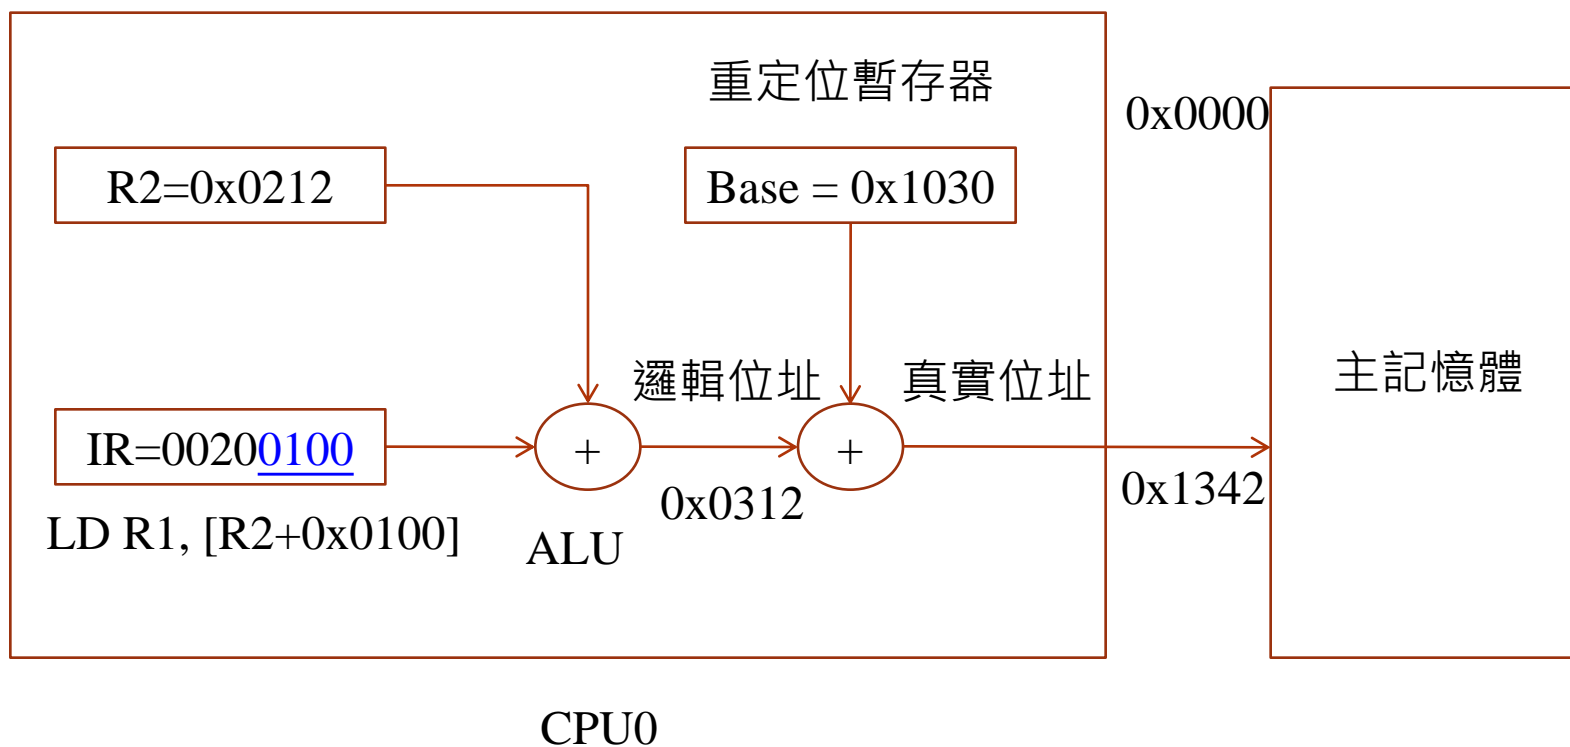 重定位暫存器
0x0000
R2=0x0212
Base = 0x1030
邏輯位址
真實位址
主記憶體
IR=00200100
+
+
0x0312
0x1342
LD R1, [R2+0x0100]
ALU
CPU0